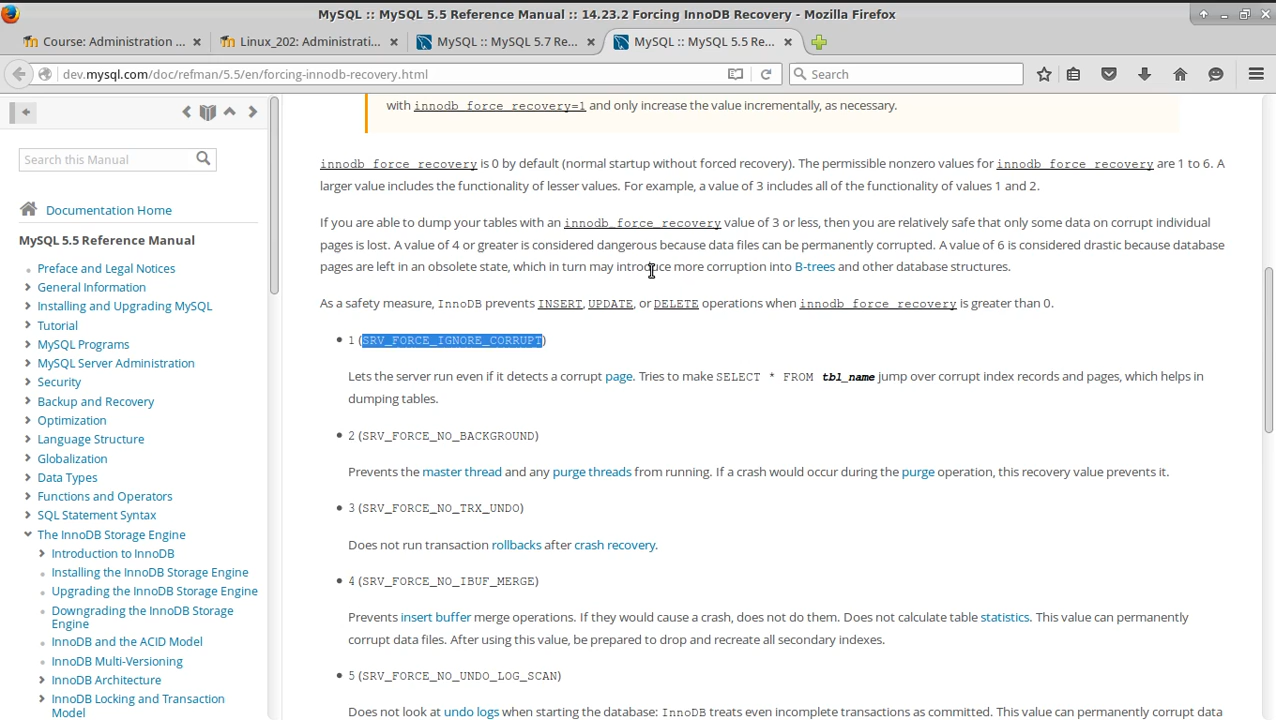 MySQL :: MySQL 5.5 Reference Manual :: 14.23.2 Forcing InnoDB Recovery - Mozilla Firefox
Course: Administration ...
Linux_202: Administrati...
MySQL :: MySQL 5.7 Re...
MySQL :: MySQL 5.5 Re...
dev.mysql.com/doc/refman/5.5/en/forcing-innodb-recovery.html
Search
Search this Manual
Documentation Home
MySQL 5.5 Reference Manual
Preface and Legal Notices
General Information
Installing and Upgrading MySQL
Tutorial
MySQL Programs
MySQL Server Administration
Security
Backup and Recovery
Optimization
Language Structure
Globalization
Data Types
Functions and Operators
SQL Statement Syntax
The InnoDB Storage Engine
Introduction to InnoDB
Installing the InnoDB Storage Engine
Upgrading the InnoDB Storage Engine
Downgrading the InnoDB Storage
Engine
InnoDB and the ACID Model
InnoDB Multi-Versioning
InnoDB Architecture
InnoDB Locking and Transaction
Model
with innodb_force_recovery=1 and only increase the value incrementally, as necessary.
innodb_force_recovery is 0 by default (normal startup without forced recovery). The permissible nonzero values for innodb_force_recovery are 1 to 6. A
larger value includes the functionality of lesser values. For example, a value of 3 includes all of the functionality of values 1 and 2.
If you are able to dump your tables with an innodb_force_recovery value of 3 or less, then you are relatively safe that only some data on corrupt individual
pages is lost. A value of 4 or greater is considered dangerous because data files can be permanently corrupted. A value of 6 is considered drastic because database
pages are left in an obsolete state, which in turn may introduce more corruption into B-trees and other database structures.
As a safety measure, InnoDB prevents INSERT, UPDATE, or DELETE operations when innodb_force_recovery is greater than 0.
• 1 (SRV_FORCE_IGNORE_CORRUPT)
Lets the server run even if it detects a corrupt page. Tries to make SELECT * FROM tbl_name jump over corrupt index records and pages, which helps in
dumping tables.
• 2 (SRV_FORCE_NO_BACKGROUND)
Prevents the master thread and any purge threads from running. If a crash would occur during the purge operation, this recovery value prevents it.
• 3 (SRV_FORCE_NO_TRX_UNDO)
Does not run transaction rollbacks after crash recovery.
• 4 (SRV_FORCE_NO_IBUF_MERGE)
Prevents insert buffer merge operations. If they would cause a crash, does not do them. Does not calculate table statistics. This value can permanently
corrupt data files. After using this value, be prepared to drop and recreate all secondary indexes.
• 5 (SRV_FORCE_NO_UNDO_LOG_SCAN)
Does not look at undo logs when starting the database: InnoDB treats even incomplete transactions as committed. This value can permanently corrupt data